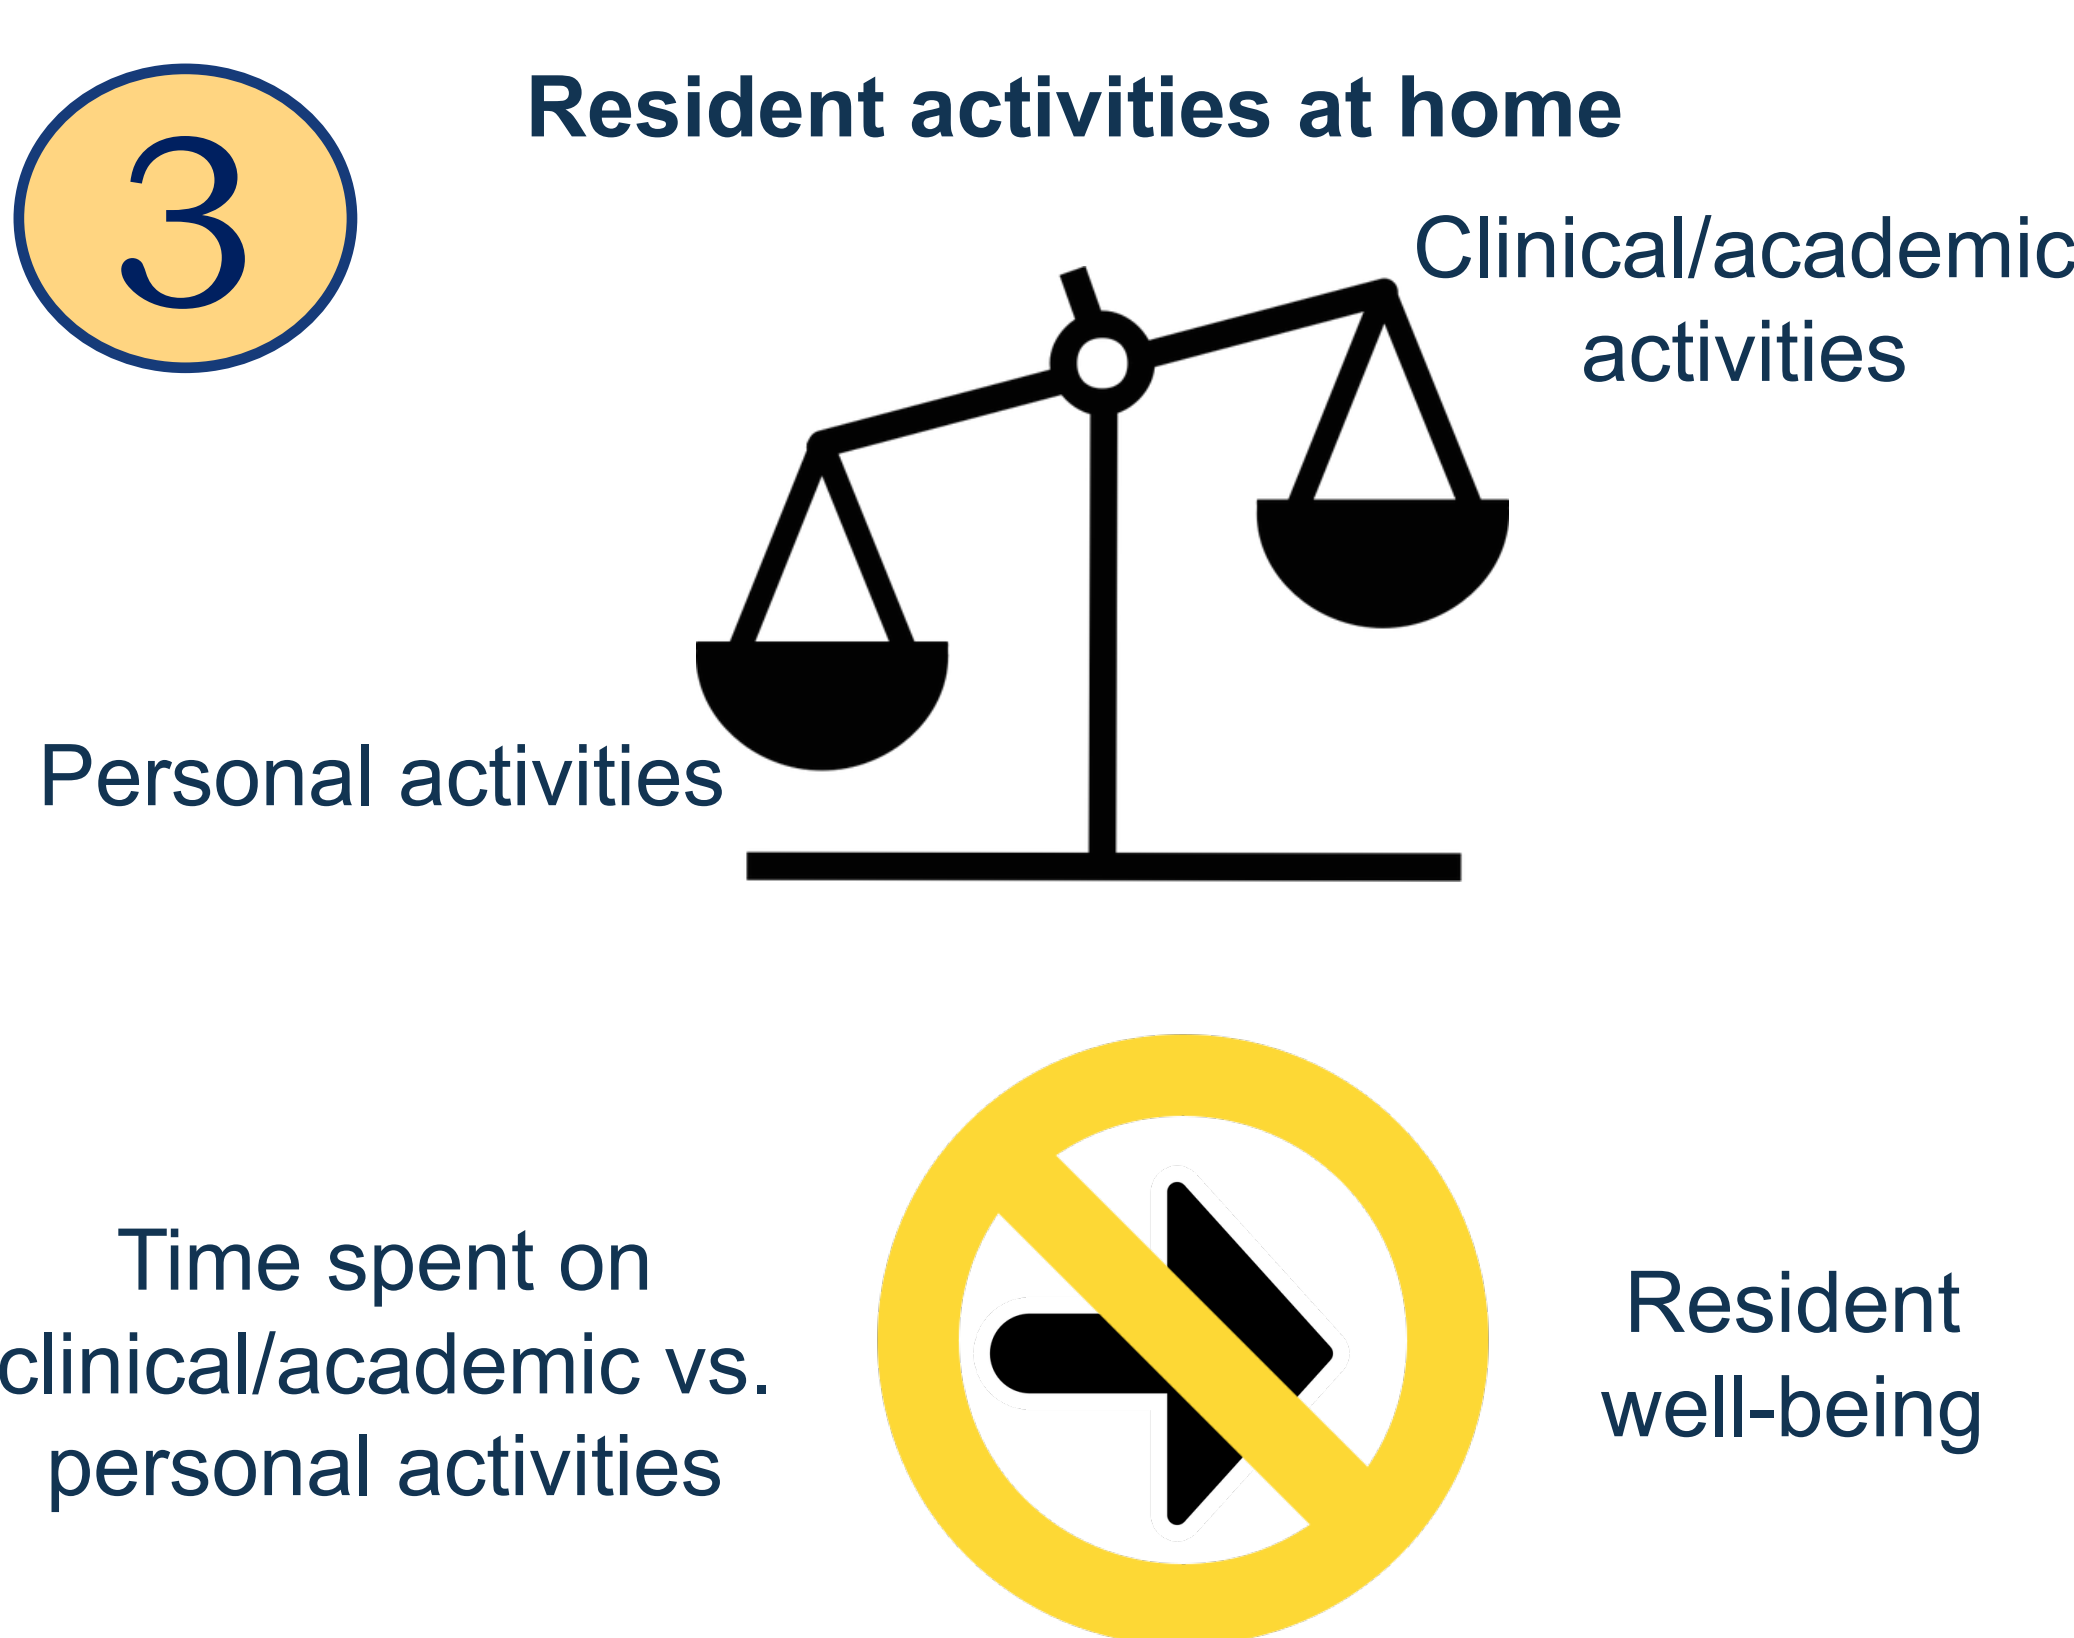 3
Resident activities at home
Clinical/academic
activities
Personal activities
Time spent on
clinical/academic vs.
personal activities
Resident
well-being